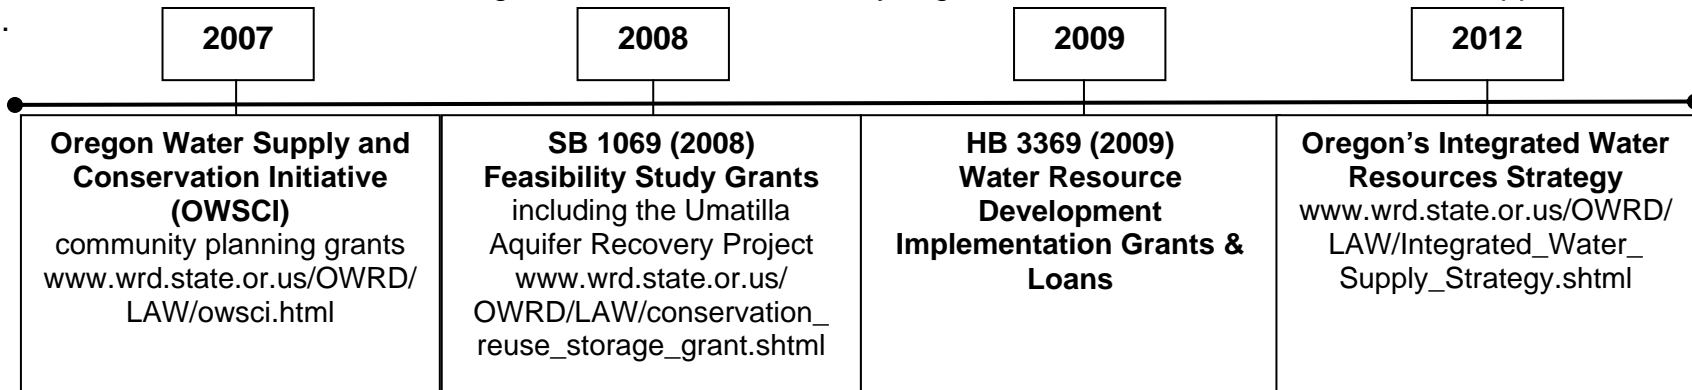 .
2007
2008
2009
2012
Oregon Water Supply and
Conservation Initiative
(OWSCI)
community planning grants
www.wrd.state.or.us/OWRD/
LAW/owsci.html
SB 1069 (2008)
Feasibility Study Grants
including the Umatilla
Aquifer Recovery Project
www.wrd.state.or.us/
OWRD/LAW/conservation_
reuse_storage_grant.shtml
HB 3369 (2009)
Water Resource
Development
Implementation Grants &
Loans
Oregon’s Integrated Water
Resources Strategy
www.wrd.state.or.us/OWRD/
LAW/Integrated_Water_
Supply_Strategy.shtml